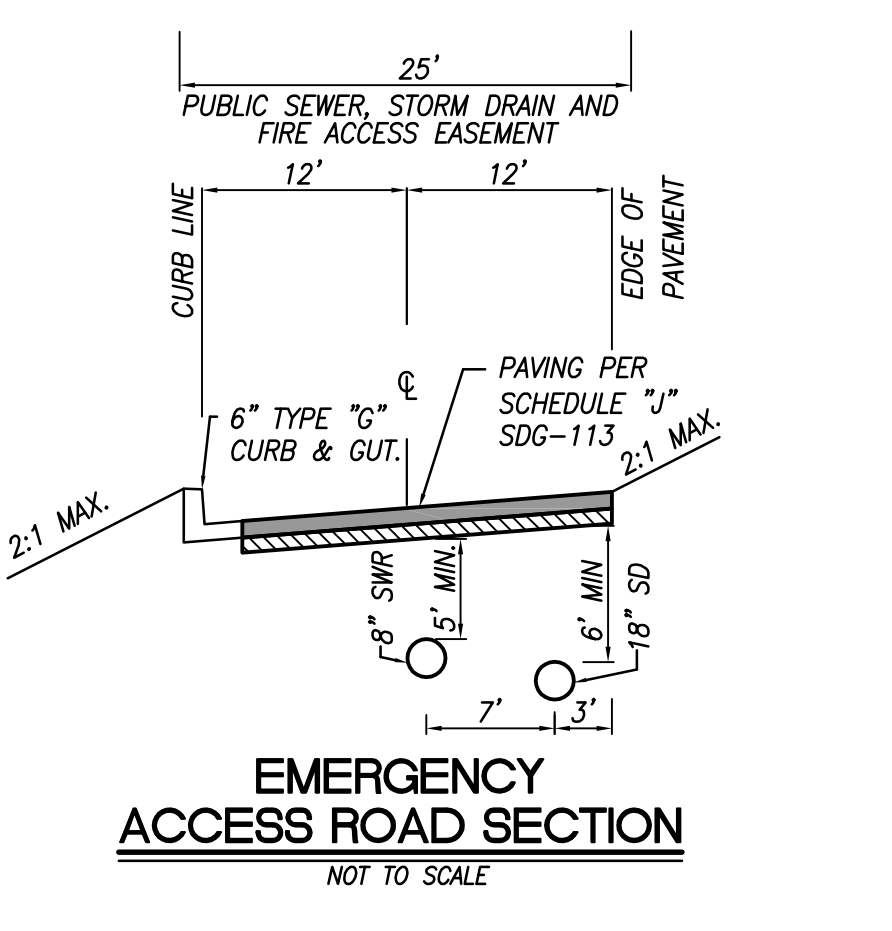 25'
PUBLIC SEWER, STORM DRAIN AND
FIRE ACCESS EASEMENT
12'
12'
CURB LINE
EDGE OF
PAVEMENT
℄
PAVING PER
SCHEDULE "J"
SDG-113
6" TYPE "G"
CURB & GUT.
2:1 MAX.
2:1 MAX.
8" SWR
5' MIN.
6' MIN
18" SD
7'
3'
EMERGENCY
ACCESS ROAD SECTION
NOT TO SCALE